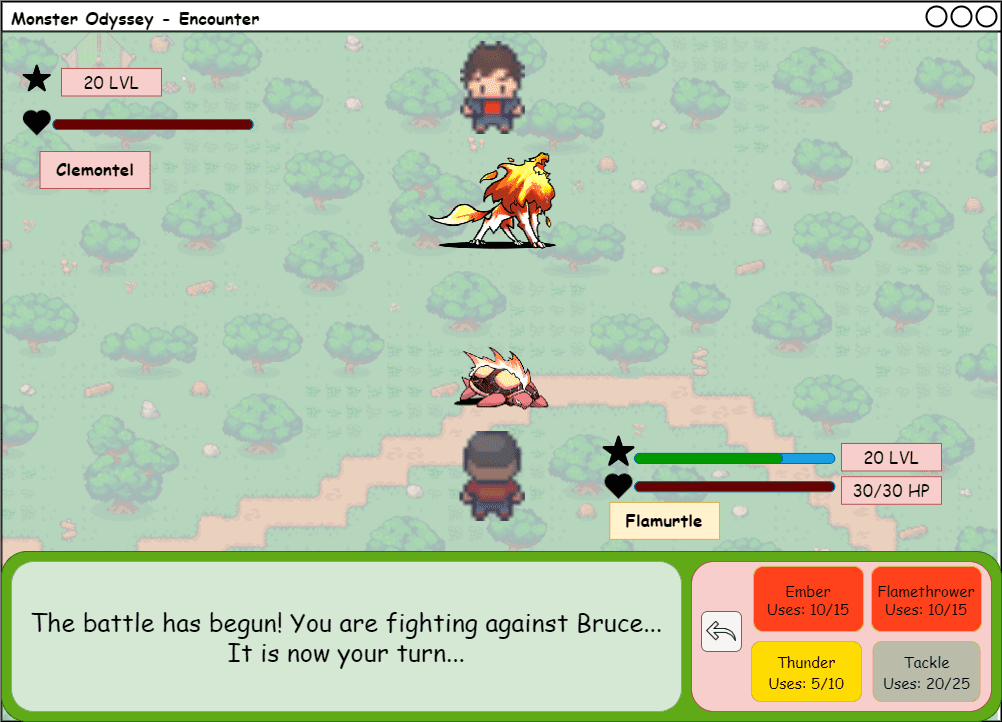 Monster Odyssey - Encounter
20 LVL
Clemontel
20 LVL
30/30 HP
Flamurtle
The battle has begun! You are fighting against Bruce...
It is now your turn...
Ember
Uses: 10/15
Flamethrower
Uses: 10/15
Thunder
Uses: 5/10
Tackle
Uses: 20/25